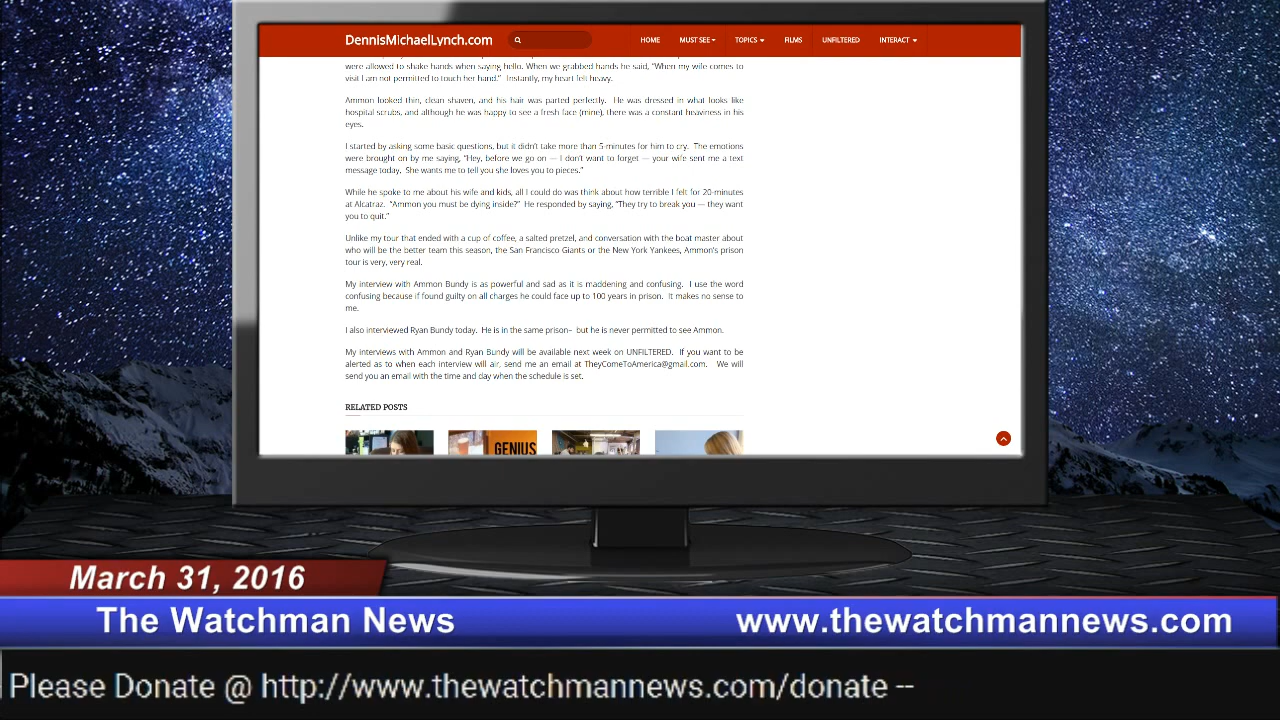 DennisMichaelLynch.com
HOME MUST SEE TOPICS FILMS UNFILTERED INTERACT
were allowed to shake hands when saying hello. When we grabbed hands he said, "When my wife comes to
visit I am not permitted to touch her hand." Instantly, my heart felt heavy.
Ammon looked thin, clean shaven, and his hair was parted perfectly. He was dressed in what looks like
hospital scrubs, and although he was happy to see a fresh face (mine), there was a constant heaviness in his
eyes.
I started by asking some basic questions, but it didn't take more than 5-minutes for him to cry. The emotions
were brought on by me saying, "Hey, before we go on — I don't want to forget — your wife sent me a text
message today. She wants me to tell you she loves you to pieces."
While he spoke to me about his wife and kids, all I could do was think about how terrible I felt for 20-minutes
at Alcatraz. "Ammon you must be dying inside?" He responded by saying, "They try to break you — they want
you to quit."
Unlike my tour that ended with a cup of coffee, a salted pretzel, and conversation with the boat master about
who will be the better team this season, the San Francisco Giants or the New York Yankees, Ammon's prison
tour is very, very real.
My interview with Ammon Bundy is as powerful and sad as it is maddening and confusing. I use the word
confusing because if found guilty on all charges he could face up to 100 years in prison. It makes no sense to
me.
I also interviewed Ryan Bundy today. He is in the same prison– but he is never permitted to see Ammon.
My interviews with Ammon and Ryan Bundy will be available next week on UNFILTERED. If you want to be
alerted as to when each interview will air, send me an email at TheyComeToAmerica@gmail.com. We will
send you an email with the time and day when the schedule is set.
RELATED POSTS
GENIUS
March 31, 2016
The Watchman News
www.thewatchmannews.com
Please Donate @ http://www.thewatchmannews.com/donate --